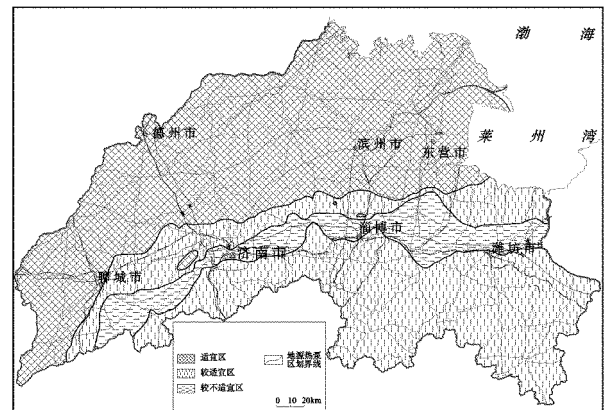 渤 海
莱 州 湾
德州市
滨州市
东营市
淄博市
潍坊市
济南市
聊城市
适宜区
较适宜区
较不适宜区
地源热泵
区划界线
0 10 20km